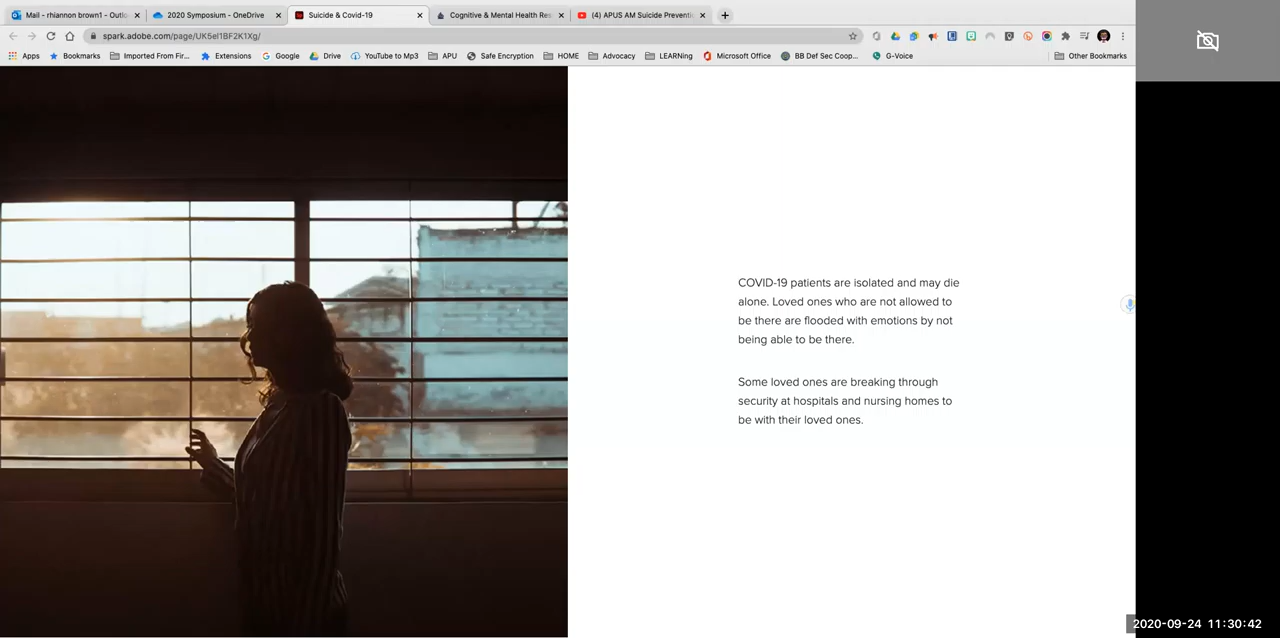 Mail - rhiannon brown1 - Outlo
2020 Symposium - OneDrive
Suicide & Covid-19
Cognitive & Mental Health Res
(4) APUS AM Suicide Preventi
spark.adobe.com/page/UK5eI1BF2K1Xg/
Apps
Bookmarks
Imported From Fir...
Extensions
Google
Drive
YouTube to Mp3
APU
Safe Encryption
HOME
Advocacy
LEARNing
Microsoft Office
BB Def Sec Coop...
G-Voice
Other Bookmarks
COVID-19 patients are isolated and may die
alone. Loved ones who are not allowed to
be there are flooded with emotions by not
being able to be there.
Some loved ones are breaking through
security at hospitals and nursing homes to
be with their loved ones.
2020-09-24 11:30:42